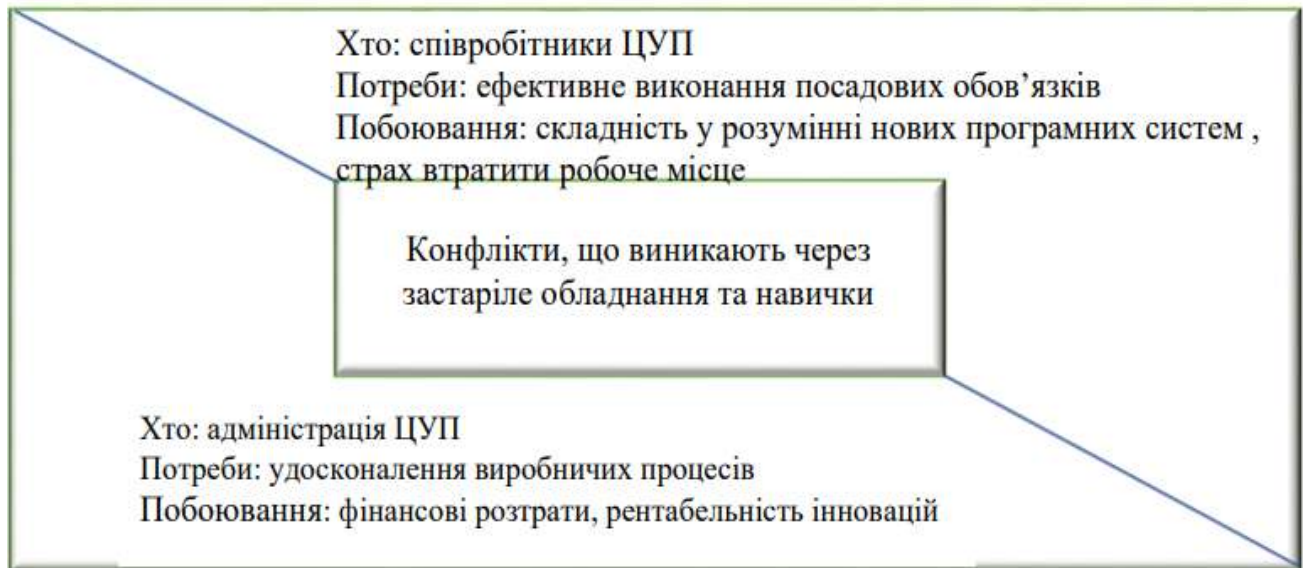 Хто: співробітники ЦУП
Потреби: ефективне виконання посадових обов’язків
Побоювання: складність у розумінні нових програмних систем ,
страх втратити робоче місце
Конфлікти, що виникають через
застаріле обладнання та навички
Хто: адміністрація ЦУП
Потреби: удосконалення виробничих процесів
Побоювання: фінансові розтрати, рентабельність інновацій